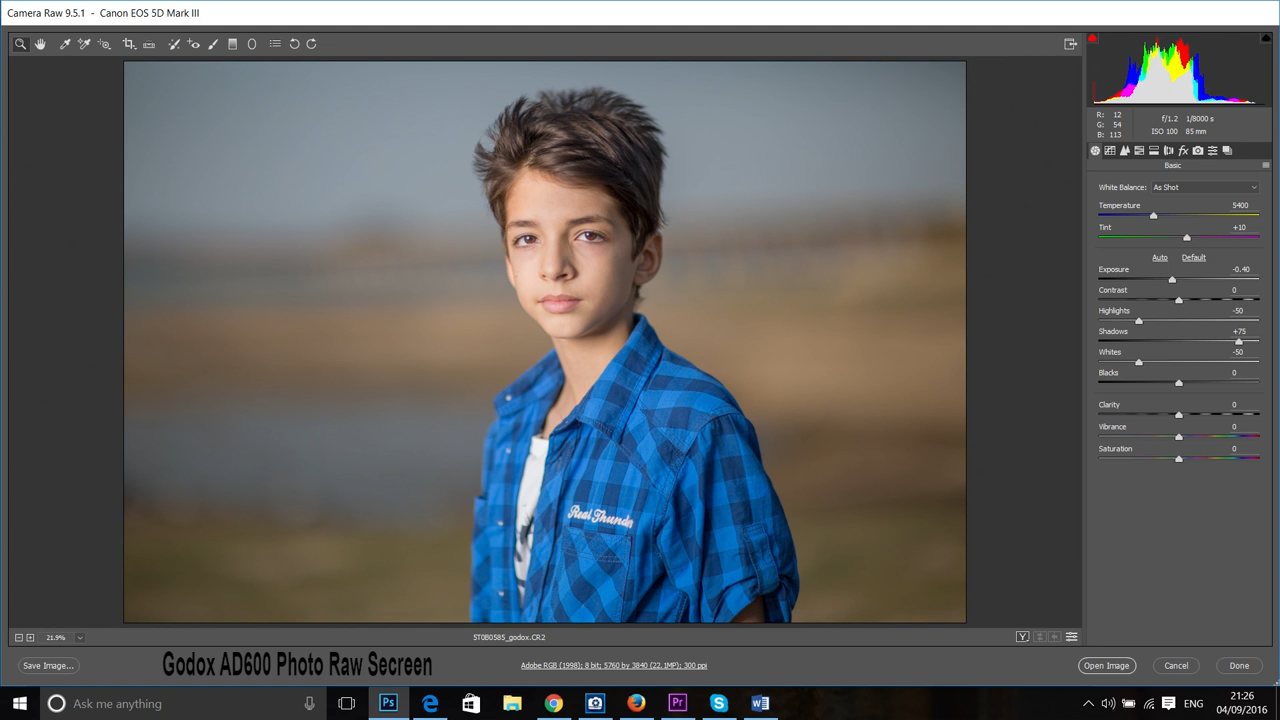 Camera Raw 9.5.1 - Canon EOS 5D Mark III
R: 12
G: 54
B: 113
f/1.2 1/8000 s
ISO 100 85 mm
fx
Basic
White Balance: As Shot
Temperature 5400
Tint +10
Auto Default
Exposure -0.40
Contrast 0
Highlights -50
Shadows +75
Whites -50
Blacks 0
Clarity 0
Vibrance 0
Saturation 0
Real Thunder
21.9%
5T0B0585_godox.CR2
Y
Save Image...
Godox AD600 Photo Raw Secreen
Adobe RGB (1998); 8 bit; 5760 by 3840 (22.1MP); 300 ppi
Open Image
Cancel
Done
Ask me anything
Ps
Pr
ENG
21:26
04/09/2016